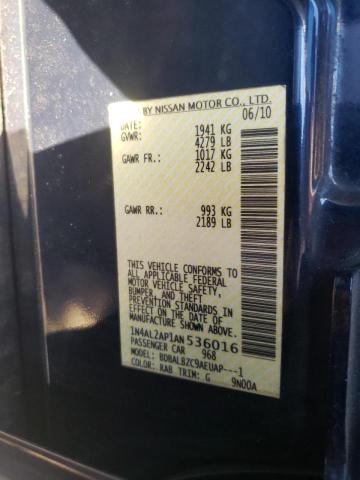 BY NISSAN MOTOR CO., LTD.
DATE: 06/10
GVWR: 1941 KG
4279 LB
GAWR FR.: 1017 KG
2242 LB
GAWR RR.: 993 KG
2189 LB
THIS VEHICLE CONFORMS TO
ALL APPLICABLE FEDERAL
MOTOR VEHICLE SAFETY,
BUMPER, AND THEFT
PREVENTION STANDARDS IN
EFFECT ON THE DATE OF
MANUFACTURE SHOWN ABOVE.
1N4AL2AP1AN536016
PASSENGER CAR 968
MODEL: BDBALBZC9AEUAP---1
COLOR: RAB TRIM: G 9N00A